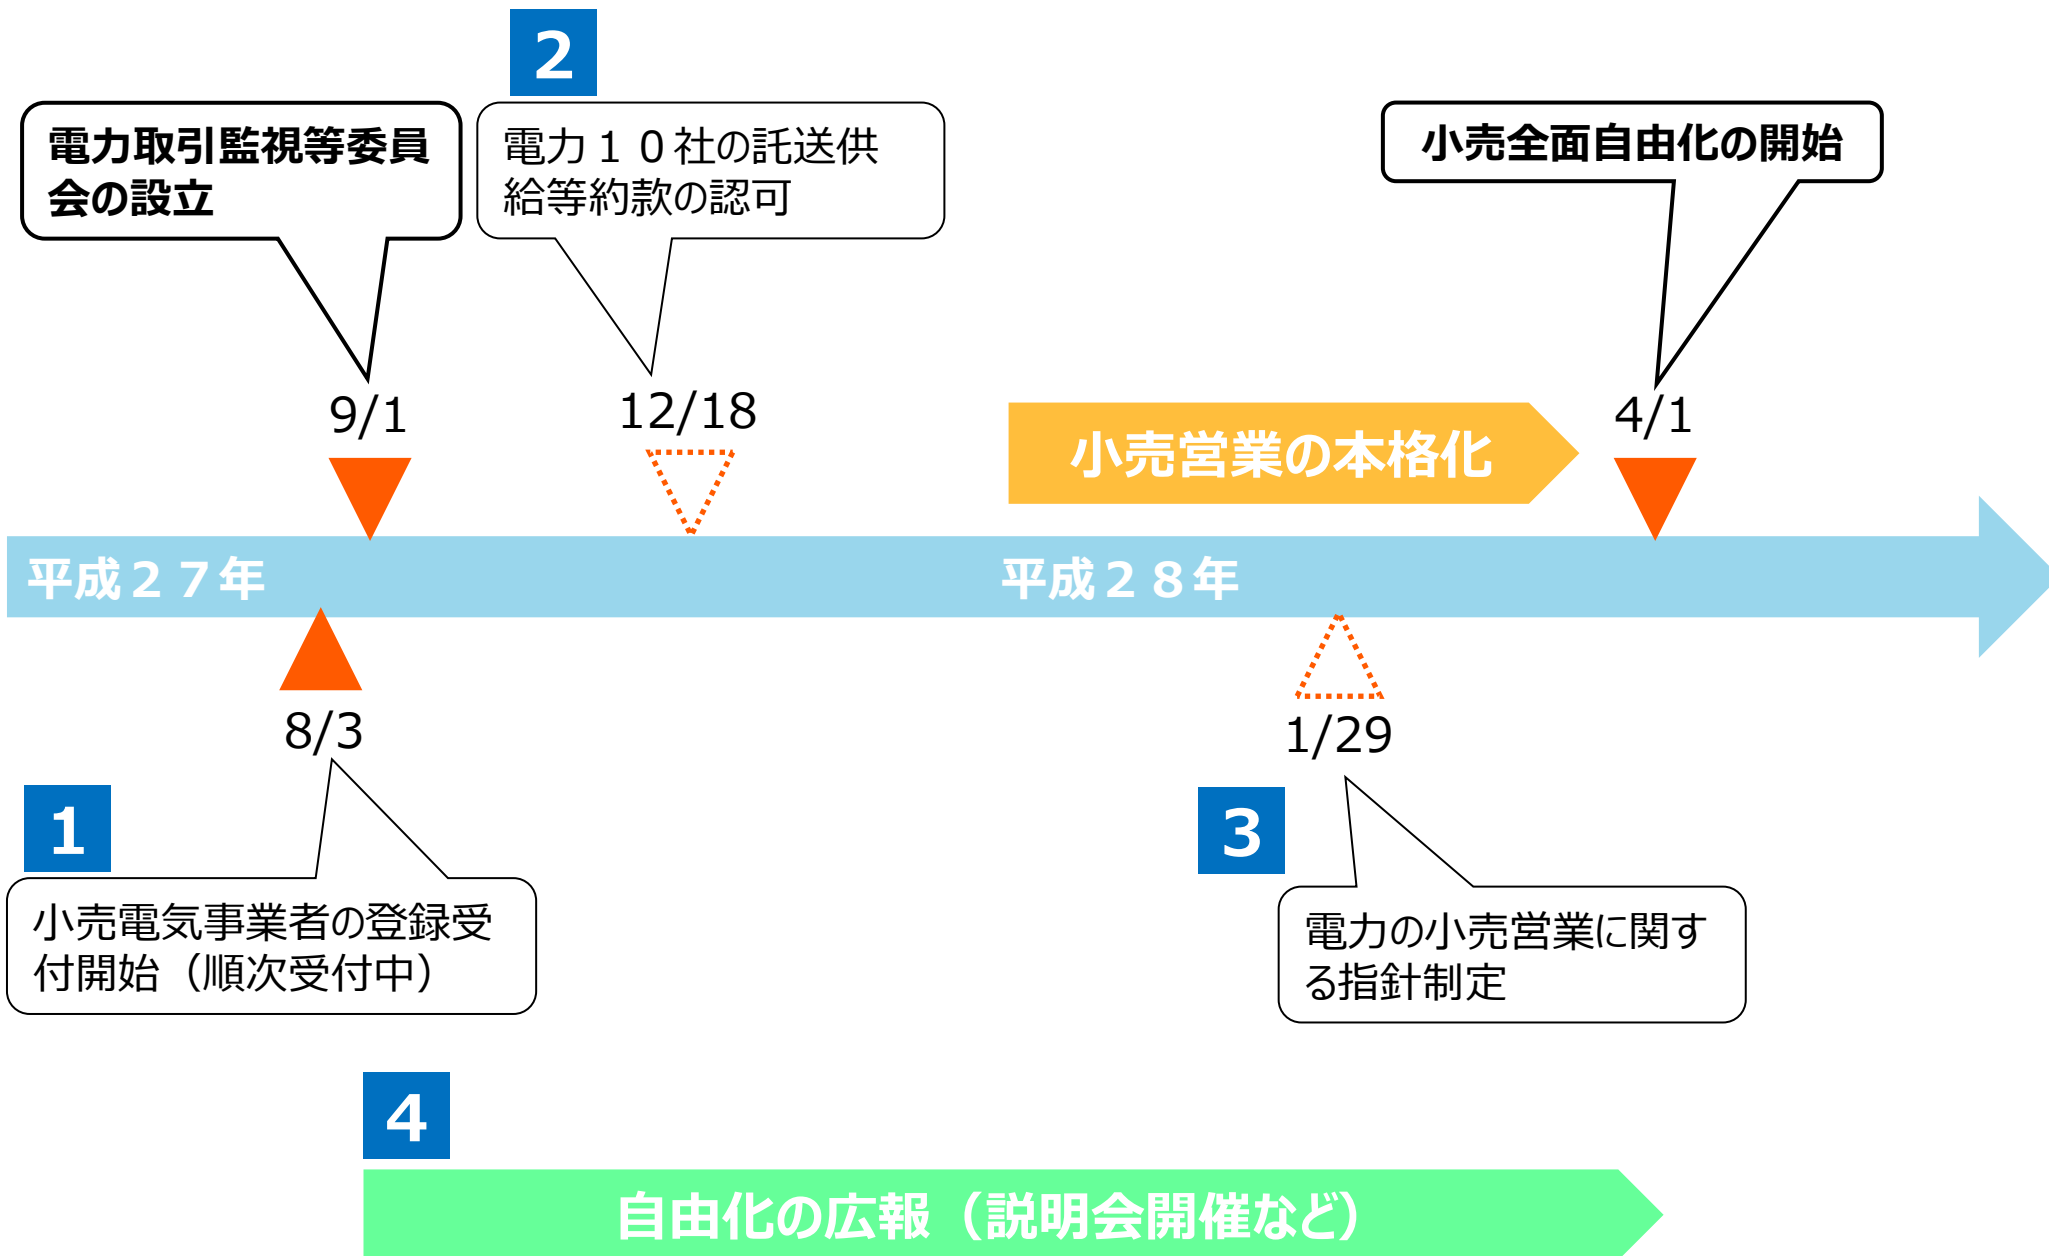 ２
電力取引監視等委員
会の設立
電力１０社の託送供
給等約款の認可
小売全面自由化の開始
9/1
12/18
4/1
小売営業の本格化
平成２７年
平成２８年
8/3
1/29
１
３
小売電気事業者の登録受
付開始（順次受付中）
電力の小売営業に関す
る指針制定
４
自由化の広報（説明会開催など）